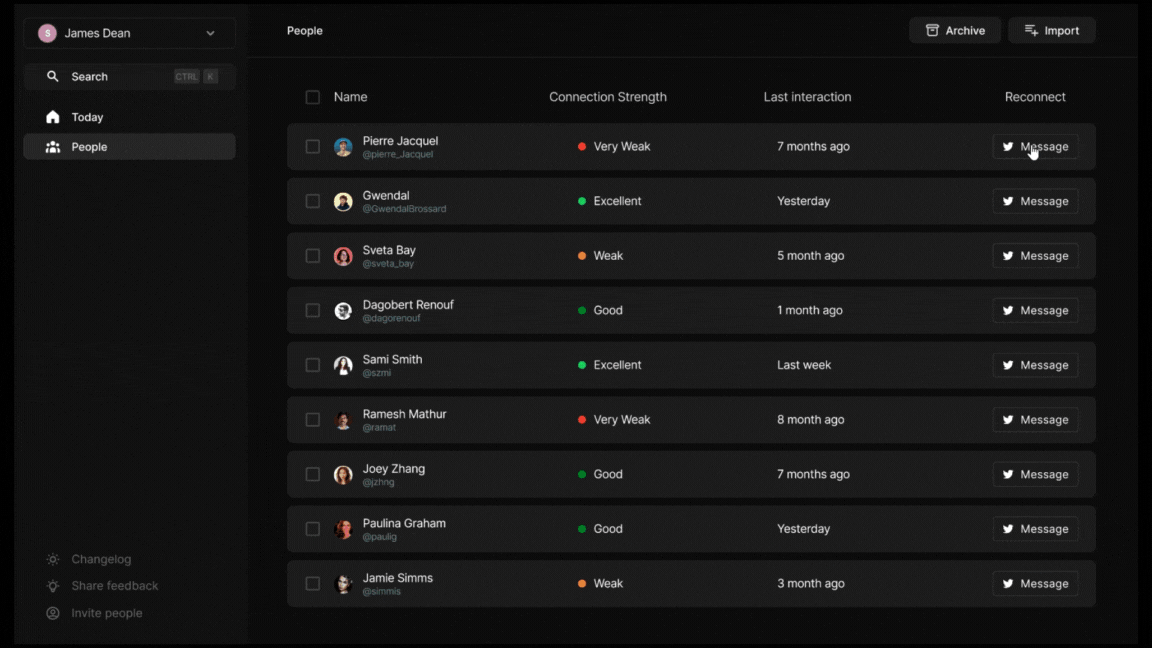 S James Dean
Search CTRL K
Today
People
Changelog
Share feedback
Invite people
People
Archive Import
Name Connection Strength Last interaction Reconnect
Pierre Jacquel
@pierre_Jacquel
Very Weak 7 months ago Message
Gwendal
@GwendalBrossard
Excellent Yesterday Message
Sveta Bay
@sveta_bay
Weak 5 month ago Message
Dagobert Renouf
@dagorenouf
Good 1 month ago Message
Sami Smith
@szmi
Excellent Last week Message
Ramesh Mathur
@ramat
Very Weak 8 month ago Message
Joey Zhang
@jzhng
Good 7 months ago Message
Paulina Graham
@paulig
Good Yesterday Message
Jamie Simms
@simmis
Weak 3 month ago Message